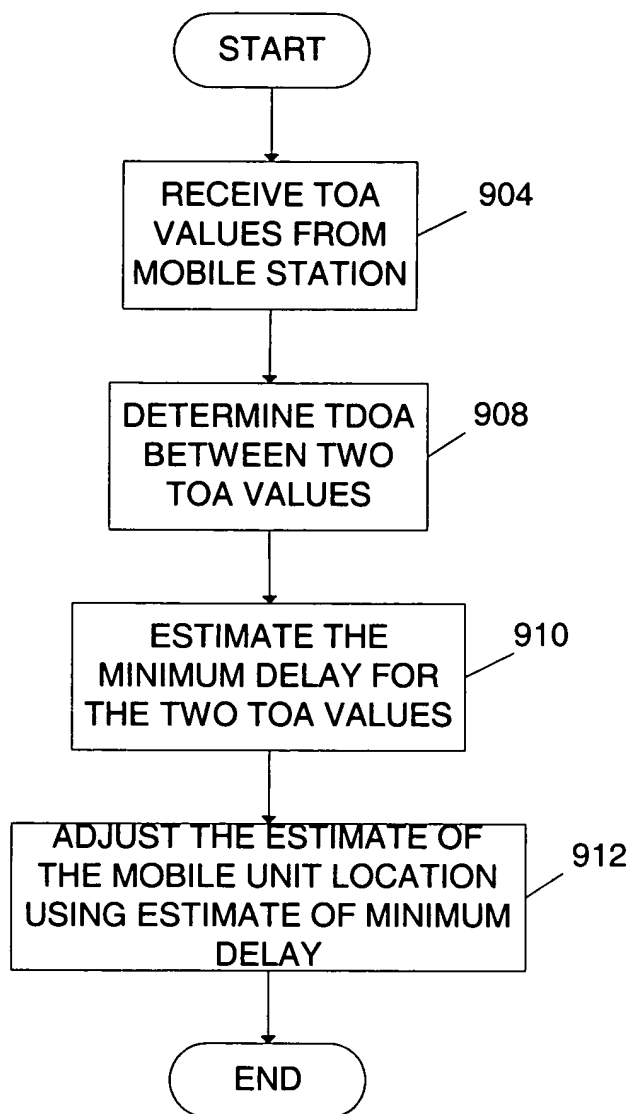 START
RECEIVE TOA
VALUES FROM
MOBILE STATION
904
DETERMINE TDOA
BETWEEN TWO
TOA VALUES
908
ESTIMATE THE
MINIMUM DELAY FOR
THE TWO TOA VALUES
910
ADJUST THE ESTIMATE OF
THE MOBILE UNIT LOCATION
USING ESTIMATE OF MINIMUM
DELAY
912
END